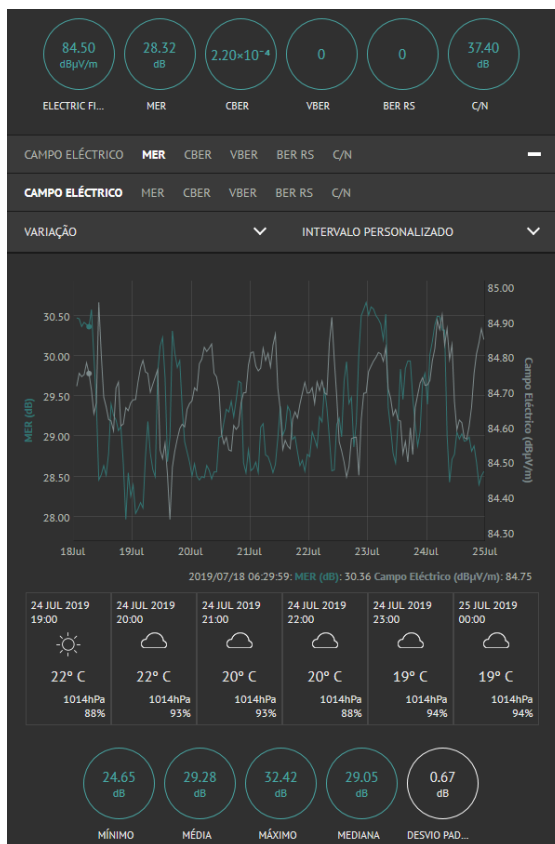 84.50 28.32 2.20×10⁻⁴ 0 0 37.40
dBμV/m dB dB
ELECTRIC FI... MER CBER VBER BER RS C/N
CAMPO ELÉCTRICO MER CBER VBER BER RS C/N
CAMPO ELÉCTRICO MER CBER VBER BER RS C/N
VARIAÇÃO INTERVALO PERSONALIZADO
MER (dB)
30.50
30.00
29.50
29.00
28.50
28.00
85.00
84.90
84.80
84.70
84.60
84.50
84.40
84.30
Campo Eléctrico (dBμV/m)
18Jul 19Jul 20Jul 21Jul 22Jul 23Jul 24Jul 25Jul
2019/07/18 06:29:59: MER (dB): 30.36 Campo Eléctrico (dBμV/m): 84.75
24 JUL 2019 24 JUL 2019 24 JUL 2019 24 JUL 2019 24 JUL 2019 25 JUL 2019
19:00 20:00 21:00 22:00 23:00 00:00
22° C 22° C 20° C 20° C 19° C 19° C
1014hPa 1014hPa 1014hPa 1014hPa 1014hPa 1014hPa
88% 93% 93% 88% 94% 94%
24.65 29.28 32.42 29.05 0.67
dB dB dB dB dB
MÍNIMO MÉDIA MÁXIMO MEDIANA DESVIO PAD...